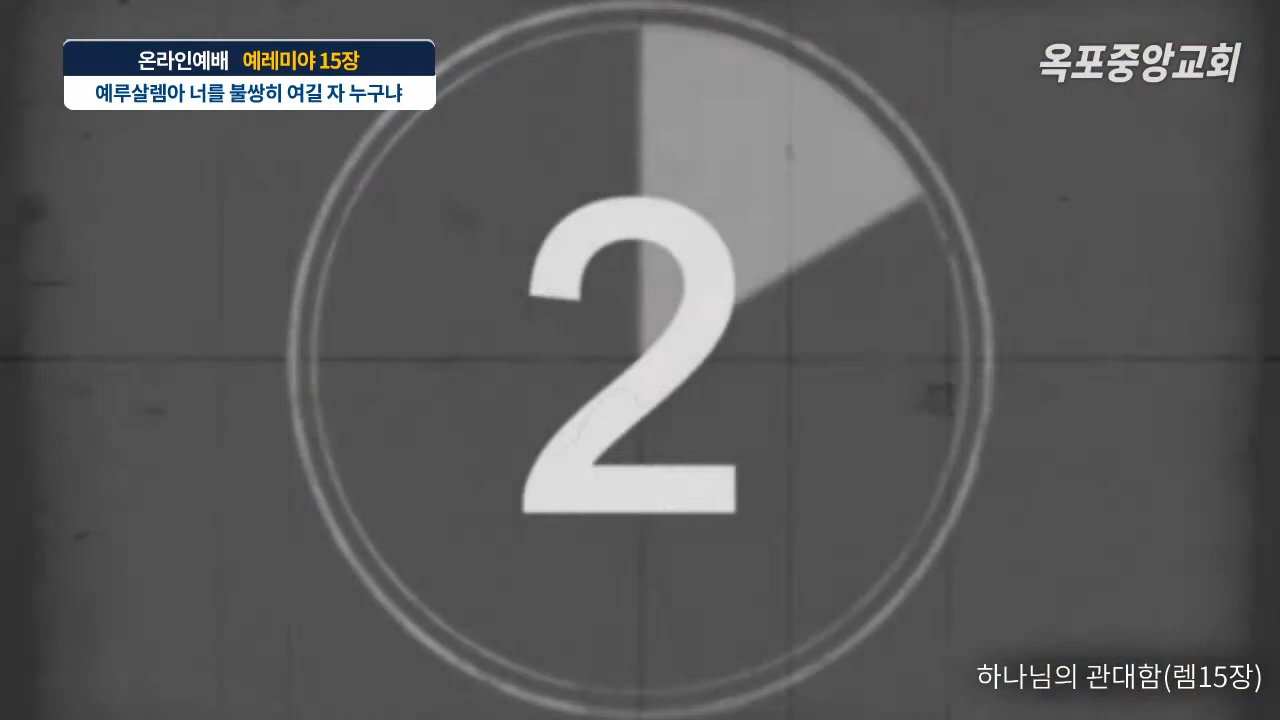 온라인예배 예레미야 15장
예루살렘아 너를 불쌍히 여길 자 누구냐
옥포중앙교회
2
하나님의 관대함(렘15장)